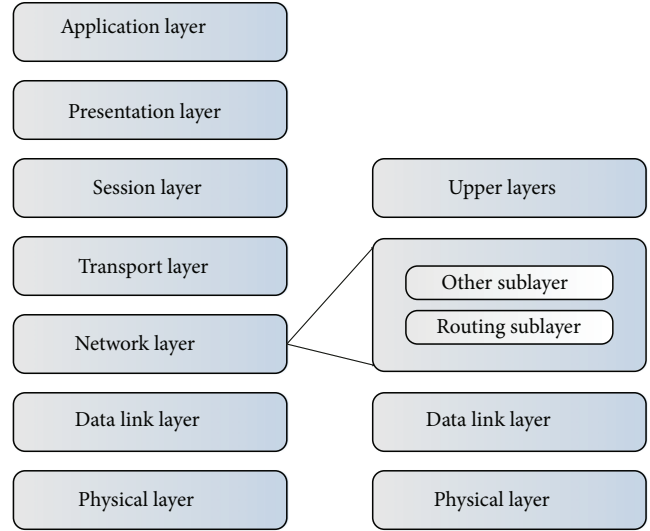 Application layer
Presentation layer
Session layer
Transport layer
Network layer
Data link layer
Physical layer
Upper layers
Other sublayer
Routing sublayer
Data link layer
Physical layer